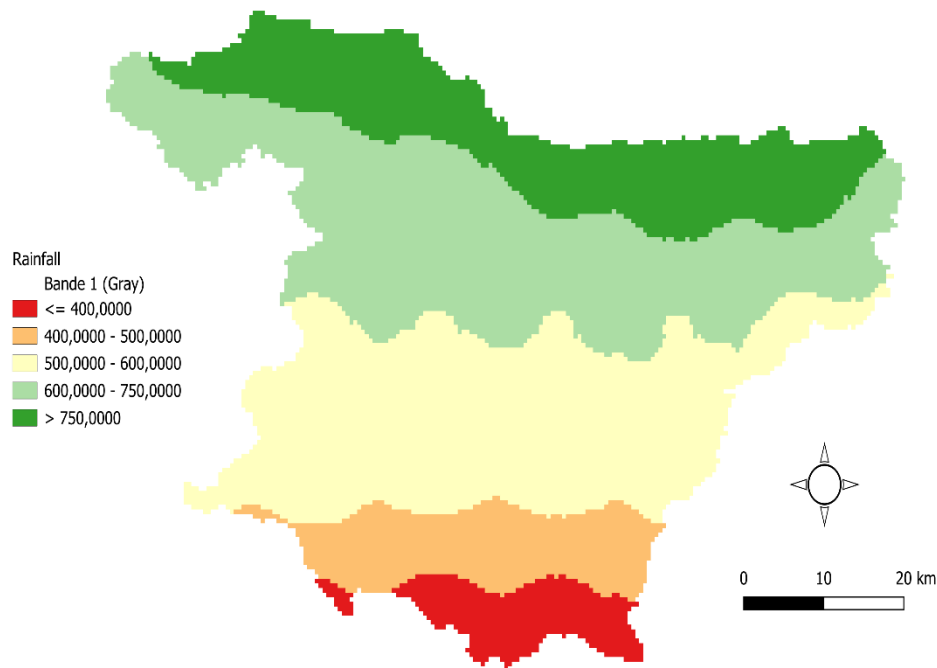 Rainfall
Bande 1 (Gray)
<= 400,0000
400,0000 - 500,0000
500,0000 - 600,0000
600,0000 - 750,0000
> 750,0000
0 10 20 km